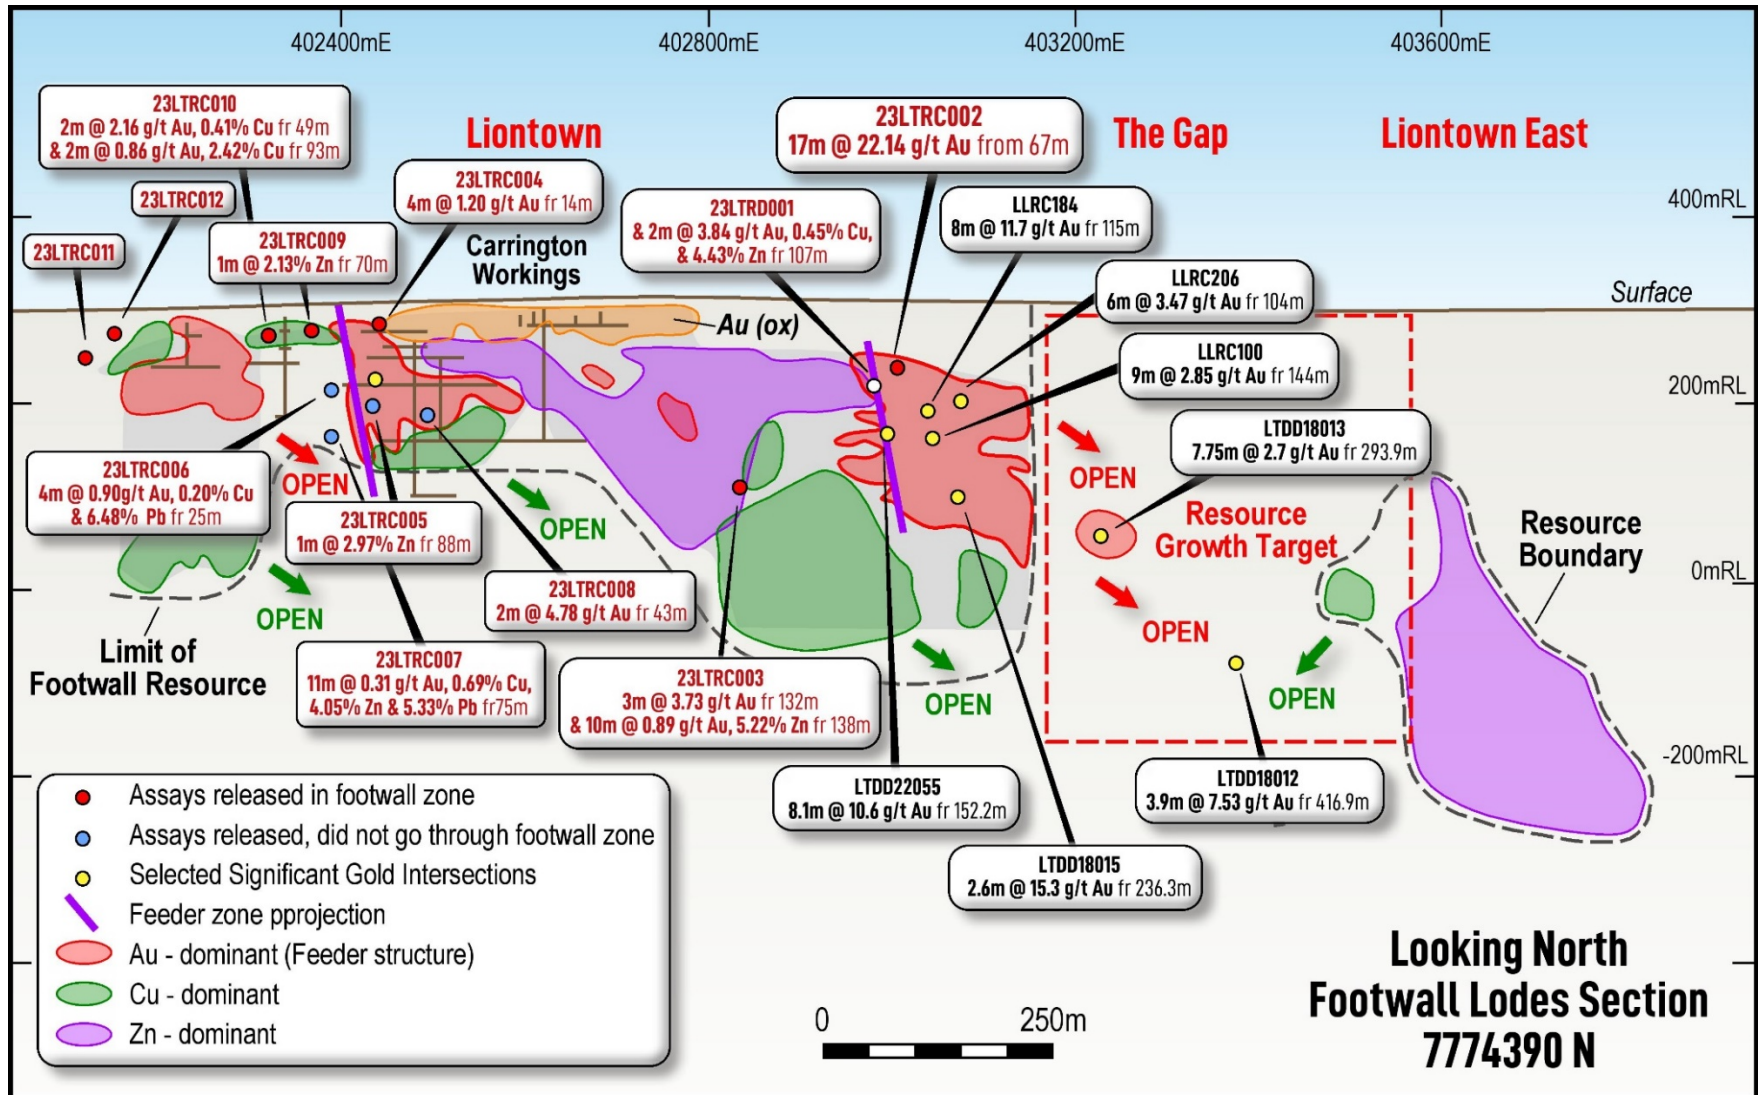 402400mE
402800mE
403200mE
403600mE
23LTRC010
2m @ 2.16 g/t Au, 0.41% Cu fr 49m
& 2m @ 0.86 g/t Au, 2.42% Cu fr 93m
Liontown
23LTRC002
17m @ 22.14 g/t Au from 67m
The Gap
Liontown East
23LTRC012
23LTRC004
4m @ 1.20 g/t Au fr 14m
23LTRD001
& 2m @ 3.84 g/t Au, 0.45% Cu,
& 4.43% Zn fr 107m
LLRC184
8m @ 11.7 g/t Au fr 115m
400mRL
23LTRC011
23LTRC009
1m @ 2.13% Zn fr 70m
Carrington
Workings
LLRC206
6m @ 3.47 g/t Au fr 104m
Surface
Au (ox)
LLRC100
9m @ 2.85 g/t Au fr 144m
200mRL
LTDD18013
7.75m @ 2.7 g/t Au fr 293.9m
23LTRC006
4m @ 0.90g/t Au, 0.20% Cu
& 6.48% Pb fr 25m
OPEN
OPEN
23LTRC005
1m @ 2.97% Zn fr 88m
OPEN
Resource
Growth Target
Resource
Boundary
0mRL
23LTRC008
2m @ 4.78 g/t Au fr 43m
OPEN
OPEN
Limit of
Footwall Resource
23LTRC007
11m @ 0.31 g/t Au, 0.69% Cu,
4.05% Zn & 5.33% Pb fr75m
23LTRC003
3m @ 3.73 g/t Au fr 132m
& 10m @ 0.89 g/t Au, 5.22% Zn fr 138m
OPEN
OPEN
-200mRL
LTDD22055
8.1m @ 10.6 g/t Au fr 152.2m
LTDD18012
3.9m @ 7.53 g/t Au fr 416.9m
LTDD18015
2.6m @ 15.3 g/t Au fr 236.3m
Assays released in footwall zone
Assays released, did not go through footwall zone
Selected Significant Gold Intersections
Feeder zone pprojection
Au - dominant (Feeder structure)
Cu - dominant
Zn - dominant
0
250m
Looking North
Footwall Lodes Section
7774390 N